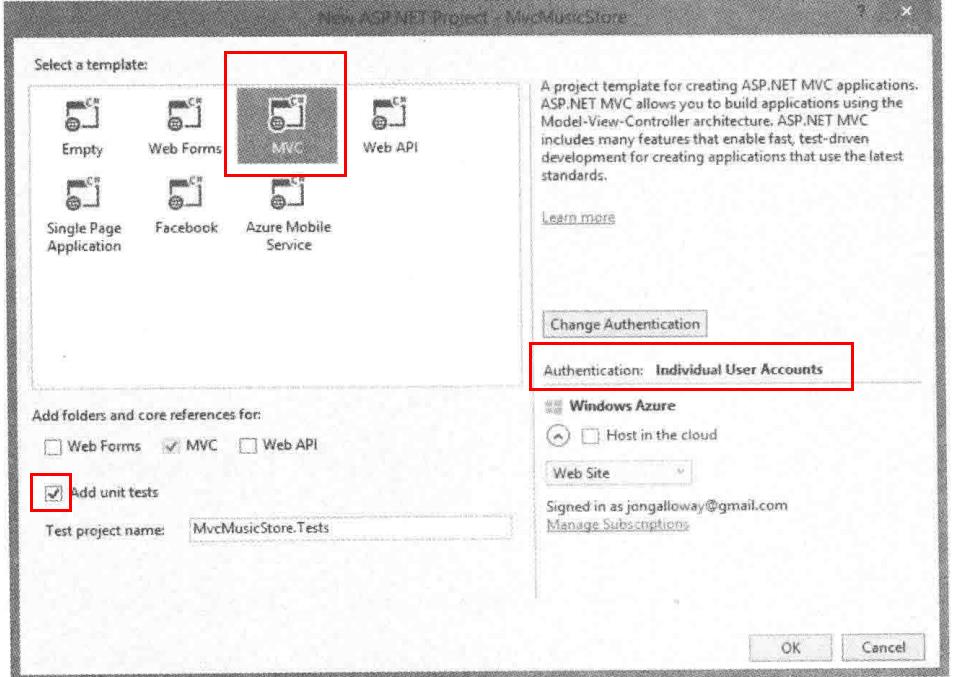 New ASP.NET Project - MvcMusicStore
? ×
Select a template:
C#
C#
C#
C#
Empty
Web Forms
MVC
Web API
C#
C#
C#
Single Page
Application
Facebook
Azure Mobile
Service
A project template for creating ASP.NET MVC applications.
ASP.NET MVC allows you to build applications using the
Model-View-Controller architecture. ASP.NET MVC
includes many features that enable fast, test-driven
development for creating applications that use the latest
standards.
Learn more
Change Authentication
Authentication: Individual User Accounts
Windows Azure
Host in the cloud
Web Site
Signed in as jongalloway@gmail.com
Manage Subscriptions
Add folders and core references for:
Web Forms
MVC
Web API
Add unit tests
Test project name:
MvcMusicStore.Tests
OK
Cancel